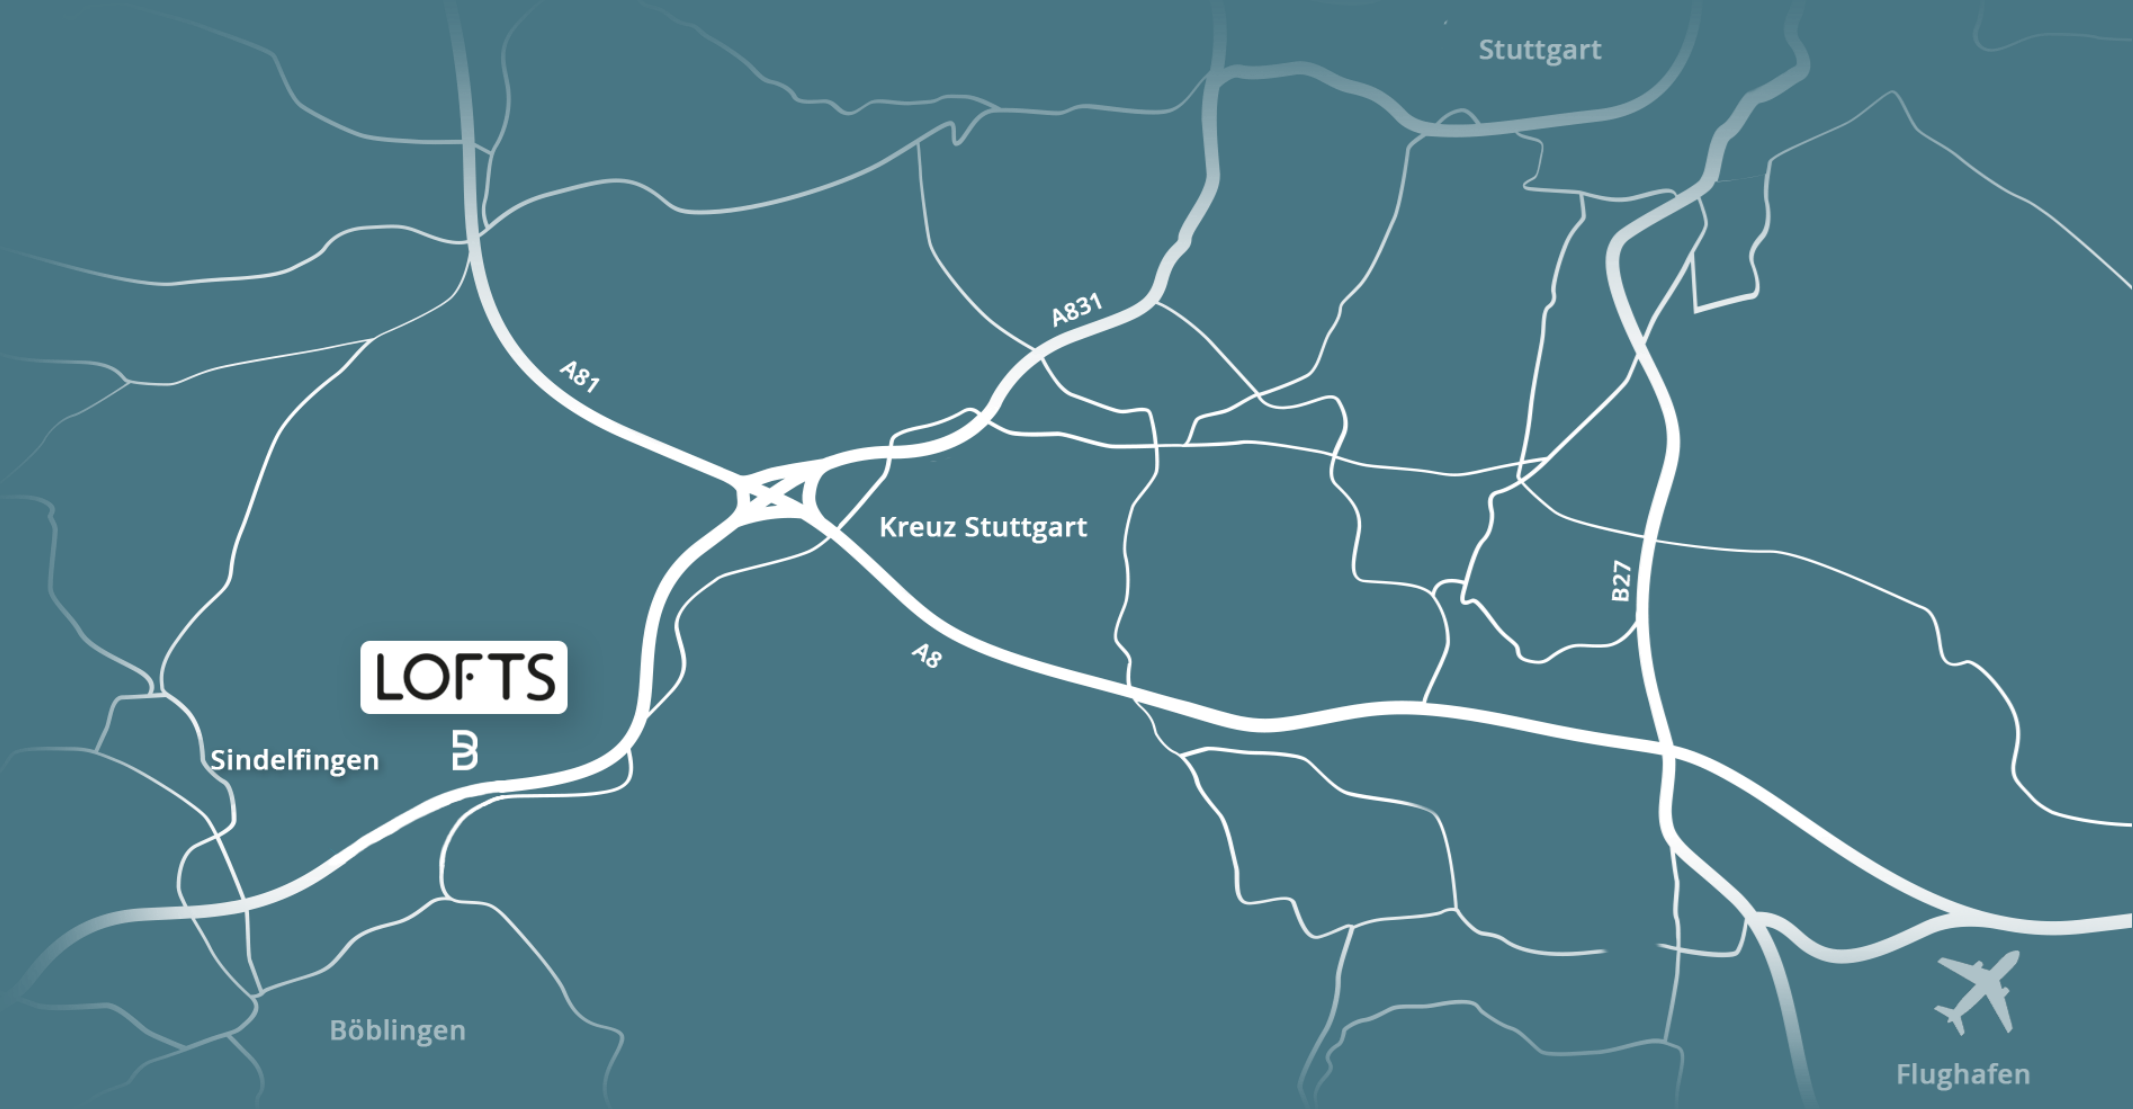 Stuttgart
A831
A81
Kreuz Stuttgart
B27
A8
LOFTS
B
Sindelfingen
Böblingen
Flughafen